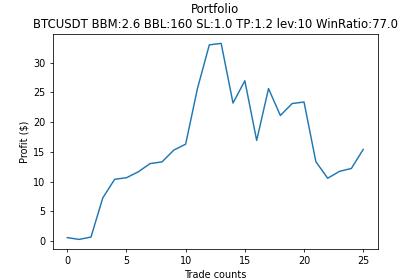 Portfolio
BTCUSDT BBM:2.6 BBL:160 SL:1.0 TP:1.2 lev:10 WinRatio:77.0
Profit ($)
30
25
20
15
10
5
0
0 5 10 15 20 25
Trade counts